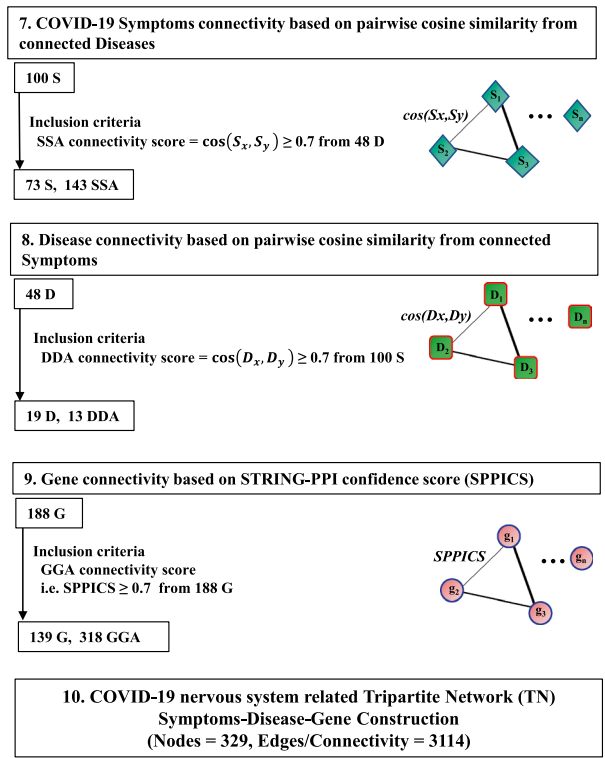 7. COVID-19 Symptoms connectivity based on pairwise cosine similarity from
connected Diseases
100 S
Inclusion criteria
SSA connectivity score = cos(Sx, Sy) ≥ 0.7 from 48 D
73 S, 143 SSA
cos(Sx,Sy)
S1
S2
S3
... Sn
8. Disease connectivity based on pairwise cosine similarity from connected
Symptoms
48 D
Inclusion criteria
DDA connectivity score = cos(Dx, Dy) ≥ 0.7 from 100 S
19 D, 13 DDA
cos(Dx,Dy)
D1
D2
D3
... Dn
9. Gene connectivity based on STRING-PPI confidence score (SPPICS)
188 G
Inclusion criteria
GGA connectivity score
i.e. SPPICS ≥ 0.7 from 188 G
139 G, 318 GGA
SPPICS
g1
g2
g3
... gn
10. COVID-19 nervous system related Tripartite Network (TN)
Symptoms-Disease-Gene Construction
(Nodes = 329, Edges/Connectivity = 3114)